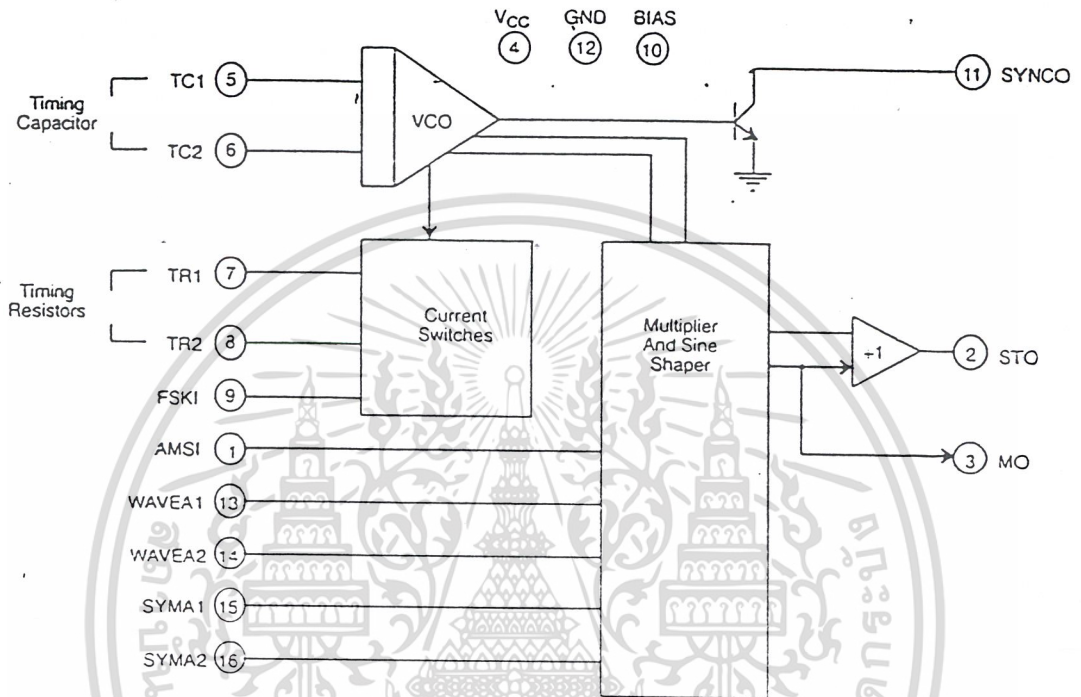 VCC GND BIAS
4 12 10
TC1 5
11 SYNCO
Timing
Capacitor
VCO
TC2 6
TR1 7
Timing
Resistors
Current
Switches
Multiplier
And Sine
Shaper
TR2 8
+1
2 STO
FSKI 9
AMSI 1
3 MO
WAVEA1 13
WAVEA2 14
SYMA1 15
SYMA2 16